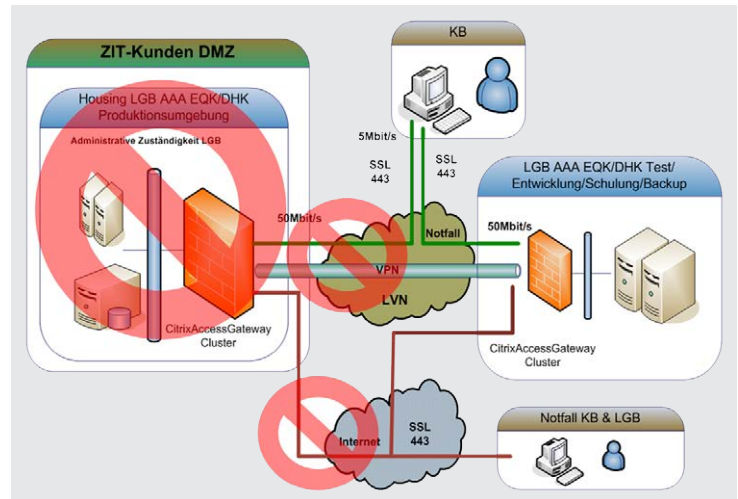 ZIT-Kunden DMZ
Housing LGB AAA EQK/DHK
Produktionsumgebung
Administrative Zuständigkeit LGB
CitrixAccessGateway
Cluster
KB
5Mbit/s
SSL
443
SSL
443
50Mbit/s
Notfall
50Mbit/s
VPN
LVN
LGB AAA EQK/DHK Test/
Entwicklung/Schulung/Backup
CitrixAccessGateway
Cluster
Internet
SSL
443
Notfall KB & LGB